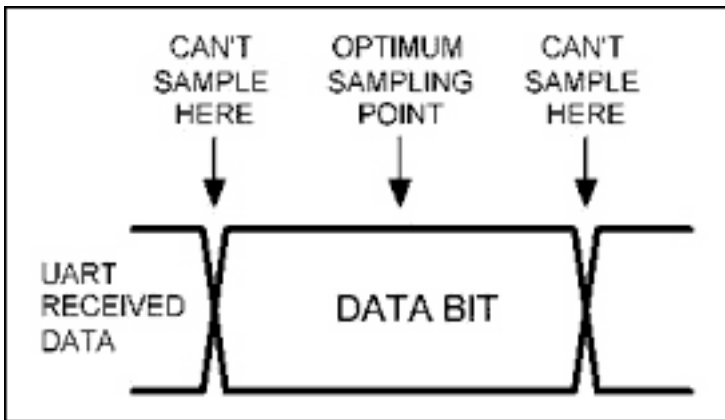 CAN'T
SAMPLE
HERE
OPTIMUM
SAMPLING
POINT
CAN'T
SAMPLE
HERE
UART
RECEIVED
DATA
DATA BIT